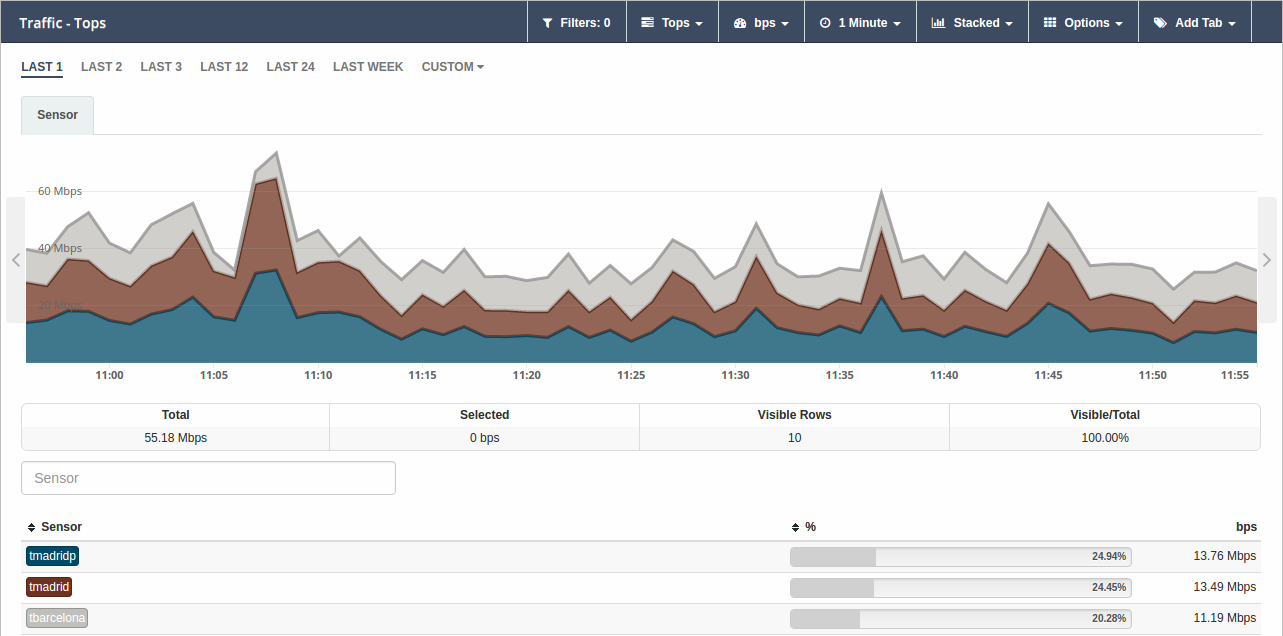 Traffic - Tops Filters: 0 Tops bps 1 Minute Stacked Options Add Tab
LAST 1 LAST 2 LAST 3 LAST 12 LAST 24 LAST WEEK CUSTOM
Sensor
60 Mbps
40 Mbps
20 Mbps
11:00 11:05 11:10 11:15 11:20 11:25 11:30 11:35 11:40 11:45 11:50 11:55
Total Selected Visible Rows Visible/Total
55.18 Mbps 0 bps 10 100.00%
Sensor
Sensor % bps
tmadridp 24.94% 13.76 Mbps
tmadrid 24.45% 13.49 Mbps
tbarcelona 20.28% 11.19 Mbps